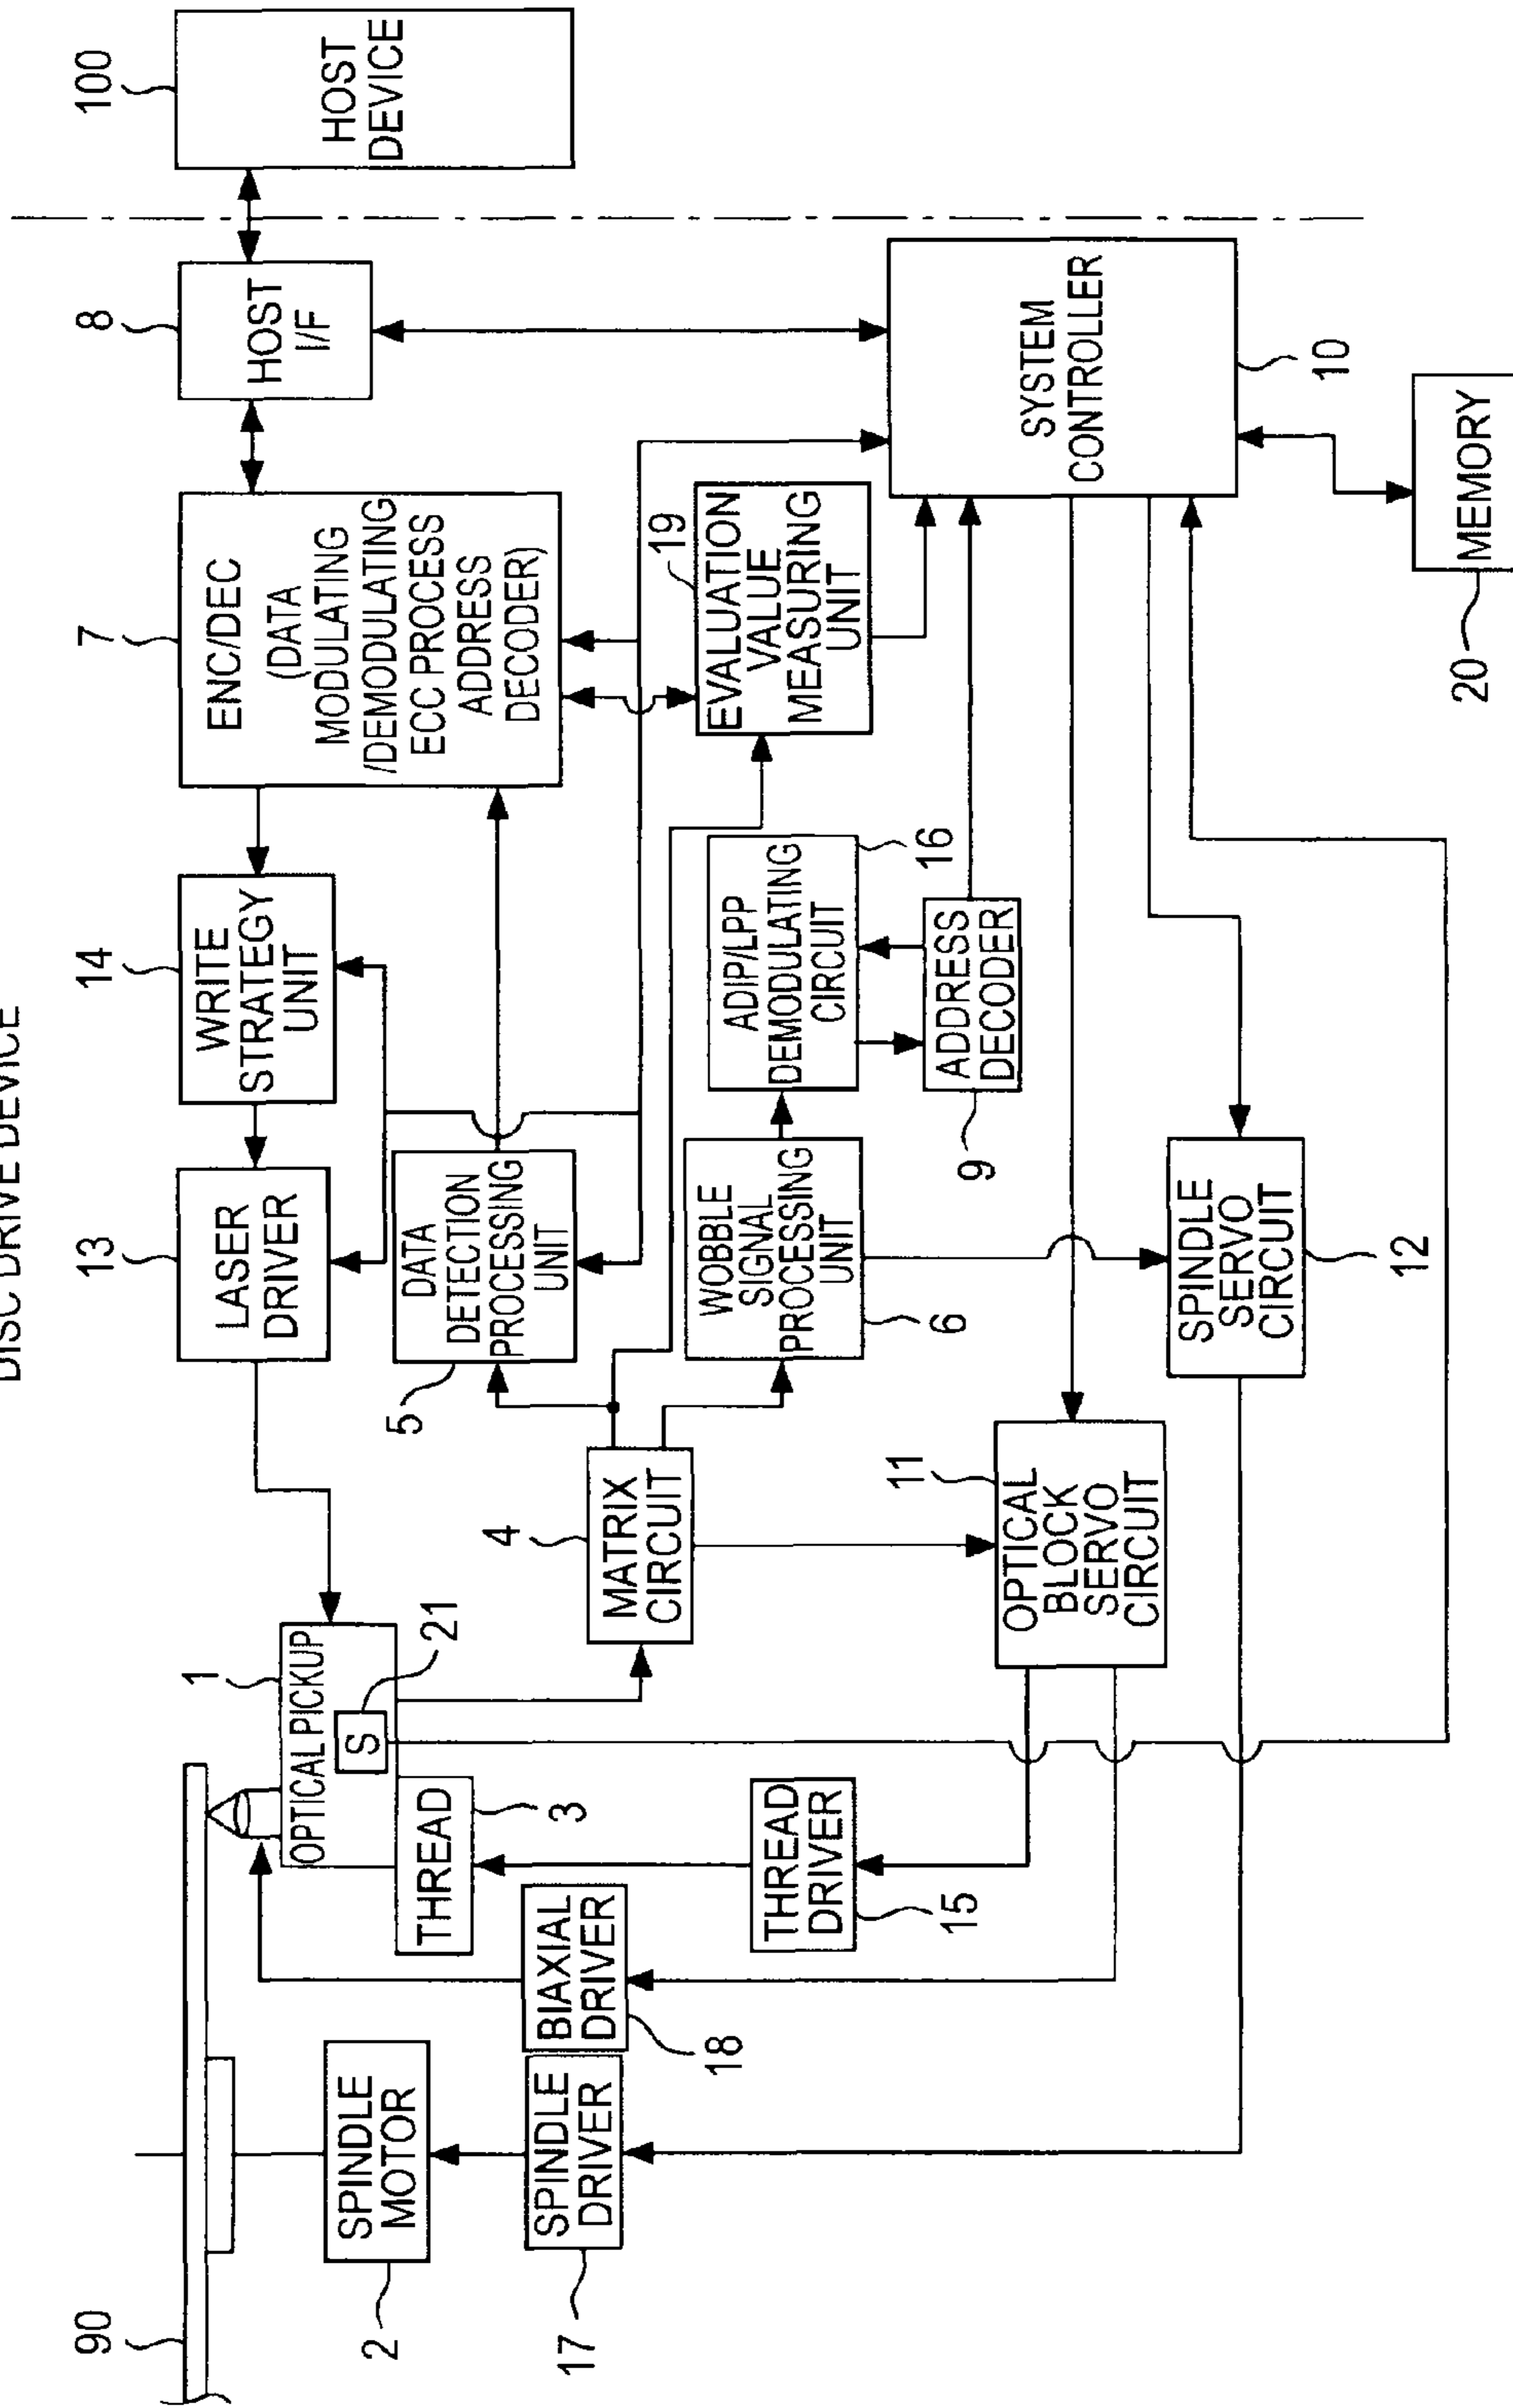 DISC DRIVE DEVICE
100
HOST
DEVICE
8
HOST
I/F
7
ENC/DEC
(DATA
MODULATING
/DEMODULATING
ECC PROCESS
ADDRESS
DECODER)
14
WRITE
STRATEGY
UNIT
13
LASER
DRIVER
1
OPTICAL PICKUP
S
21
90
THREAD
3
SPINDLE
MOTOR
2
SPINDLE
DRIVER
17
BIAXIAL
DRIVER
18
THREAD
DRIVER
15
4
MATRIX
CIRCUIT
DATA
DETECTION
PROCESSING
UNIT
5
WOBBLE
SIGNAL
PROCESSING
UNIT
6
ADIP/LPP
DEMODULATING
CIRCUIT
16
ADDRESS
DECODER
9
19
EVALUATION
VALUE
MEASURING
UNIT
SYSTEM
CONTROLLER
10
MEMORY
20
11
OPTICAL
BLOCK
SERVO
CIRCUIT
SPINDLE
SERVO
CIRCUIT
12